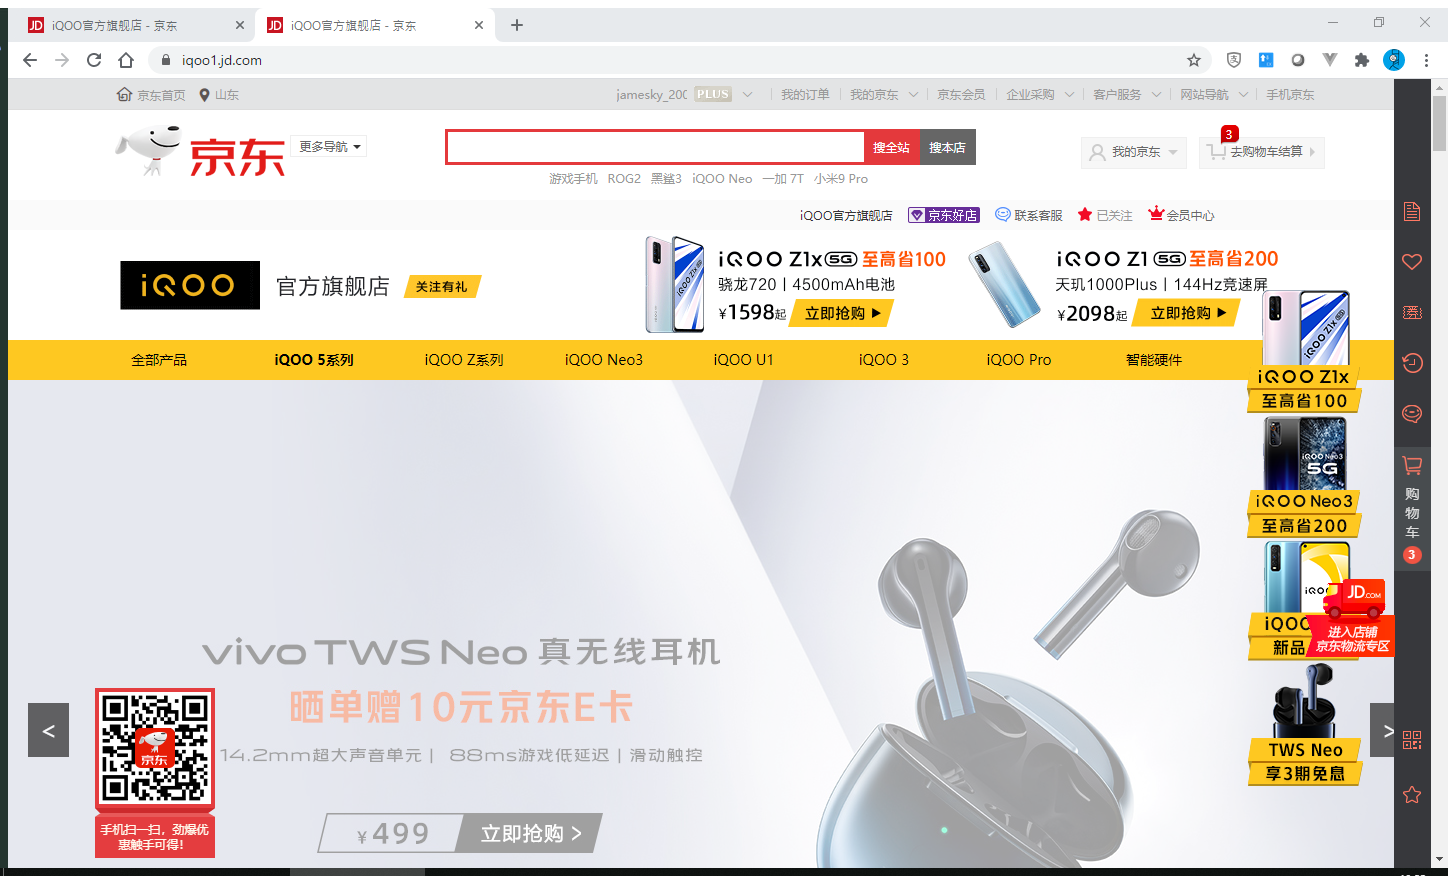 iQOO官方旗舰店 - 京东
iQOO官方旗舰店 - 京东
iqoo1.jd.com
京东首页 山东
jamesky_200 PLUS 我的订单 我的京东 京东会员 企业采购 客户服务 网站导航 手机京东
京东
更多导航
搜全站 搜本店
3
我的京东
去购物车结算
游戏手机 ROG2 黑鲨3 iQOO Neo 一加 7T 小米9 Pro
iQOO官方旗舰店 京东好店 联系客服 已关注 会员中心
iQOO 官方旗舰店 关注有礼
iQOO Z1x 5G 至高省100
骁龙720丨4500mAh电池
¥1598起 立即抢购
iQOO Z1 5G 至高省200
天玑1000Plus丨144Hz竞速屏
¥2098起 立即抢购
全部产品 iQOO 5系列 iQOO Z系列 iQOO Neo3 iQOO U1 iQOO 3 iQOO Pro 智能硬件
iQOO Z1x
至高省100
iQOO Neo3
5G
iQOO Neo3
至高省200
iQOO
新品
JD.COM
进入店铺
京东物流专区
TWS Neo
享3期免息
购物车
3
vivo TWS Neo 真无线耳机
晒单赠10元京东E卡
14.2mm超大声音单元丨 88ms游戏低延迟丨滑动触控
¥499 立即抢购 >
<
>
京东
手机扫一扫，劲爆优
惠触手可得！